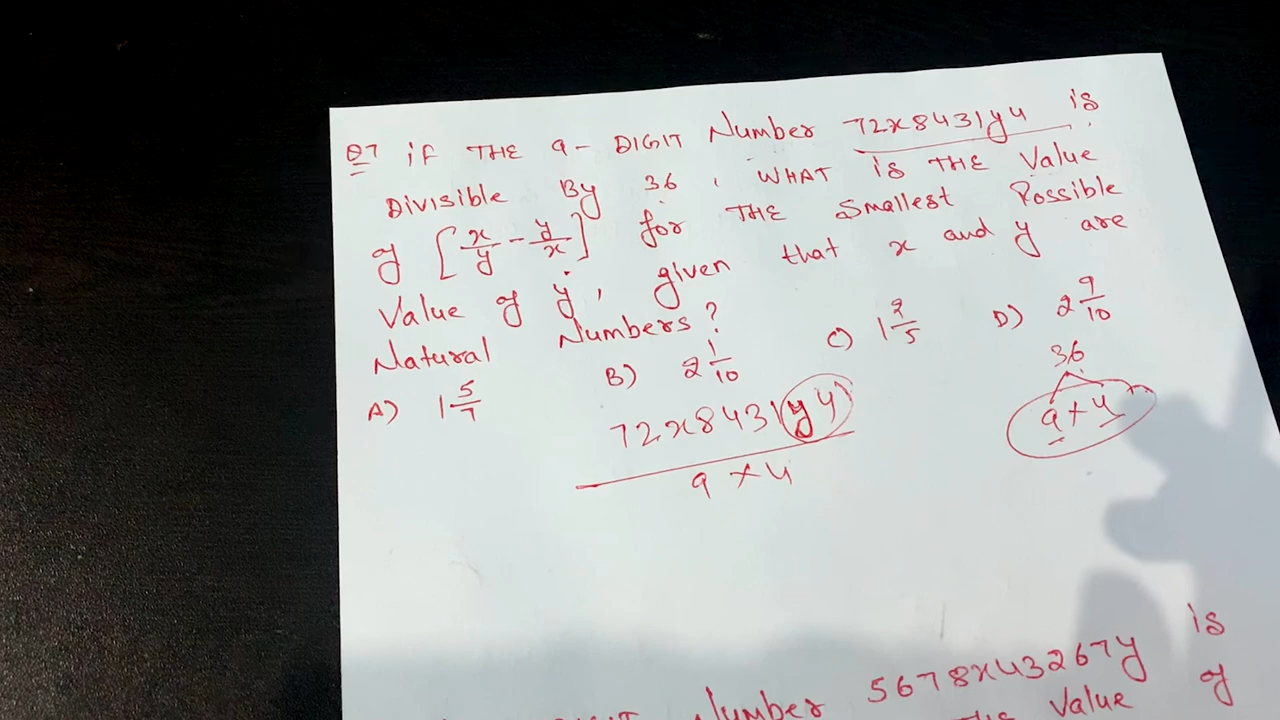 Q7 iF THE 9-DIGIT Number 72x8431y4 is
Divisible By 36, WHAT is THE Value
of [x/y - y/x] for THE Smallest Possible
Value of y, given that x and y are
Natural Numbers?
A) 1 5/7 B) 2 1/10 C) 1 2/5 D) 2 9/10
36
9 × 4
72x8431y4
9 × 4
Number 5678x43267y is
The Value of